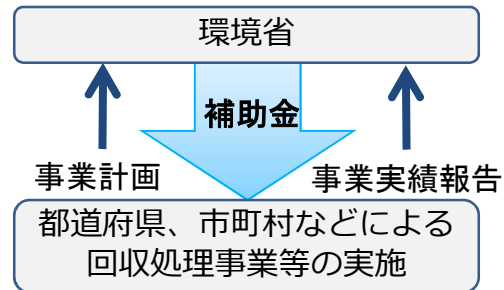 環境省
補助金
事業計画
事業実績報告
都道府県、市町村などによる
回収処理事業等の実施